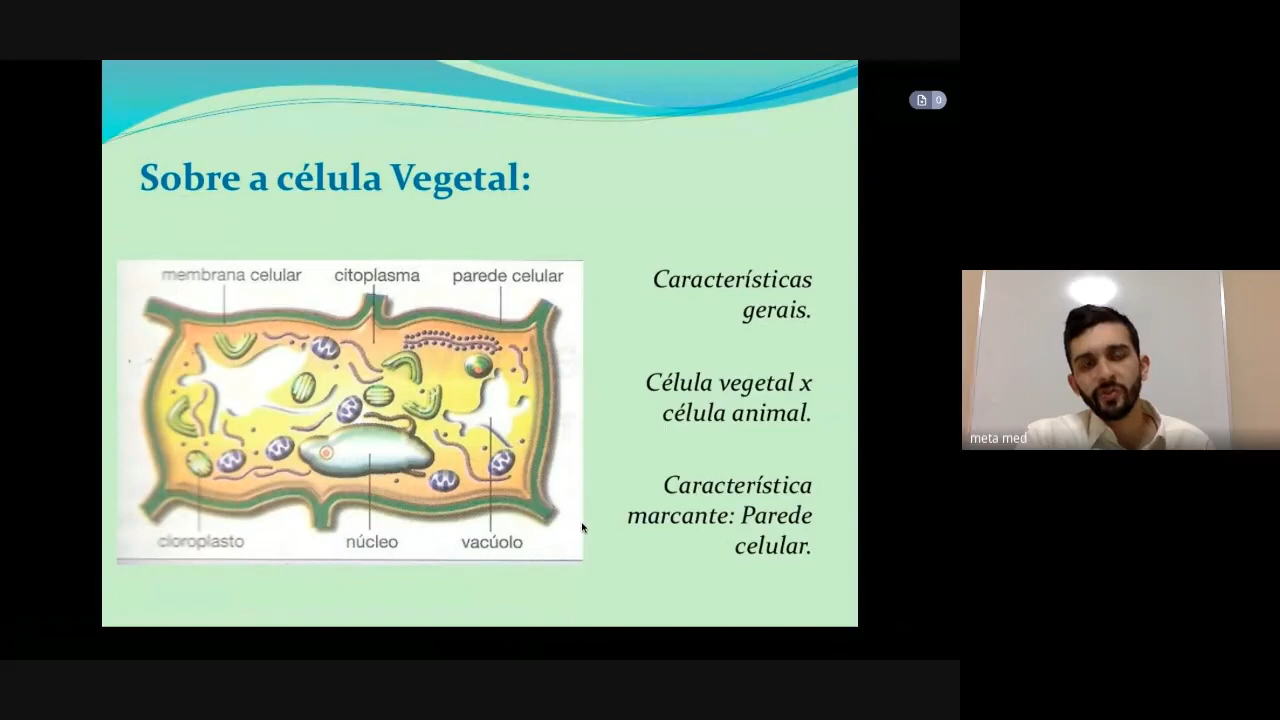 Sobre a célula Vegetal:
membrana celular citoplasma parede celular
cloroplasto núcleo vacúolo
Características
gerais.
Célula vegetal x
célula animal.
Característica
marcante: Parede
celular.
0
meta med